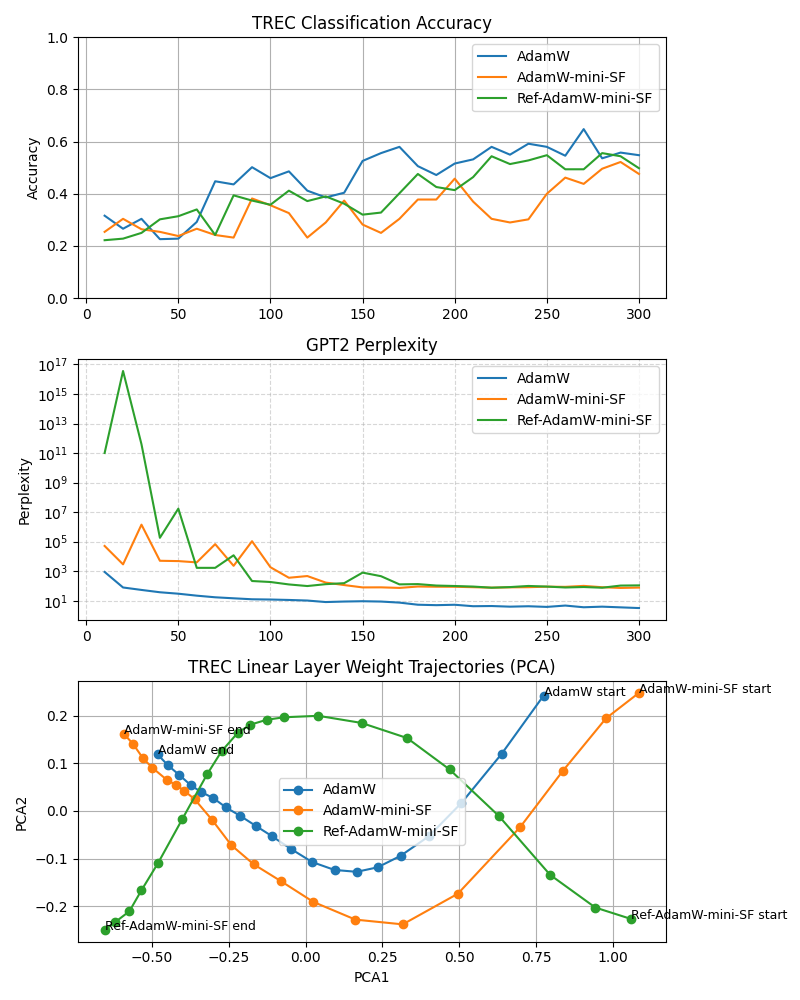 TREC Classification Accuracy
1.0
0.8
0.6
0.4
0.2
0.0
Accuracy
AdamW
AdamW-mini-SF
Ref-AdamW-mini-SF
0 50 100 150 200 250 300
GPT2 Perplexity
10^17
10^15
10^13
10^11
10^9
10^7
10^5
10^3
10^1
Perplexity
AdamW
AdamW-mini-SF
Ref-AdamW-mini-SF
0 50 100 150 200 250 300
TREC Linear Layer Weight Trajectories (PCA)
0.2
0.1
0.0
−0.1
−0.2
PCA2
AdamW start
AdamW-mini-SF start
AdamW-mini-SF end
AdamW end
AdamW
AdamW-mini-SF
Ref-AdamW-mini-SF
Ref-AdamW-mini-SF start
Ref-AdamW-mini-SF end
−0.50 −0.25 0.00 0.25 0.50 0.75 1.00
PCA1